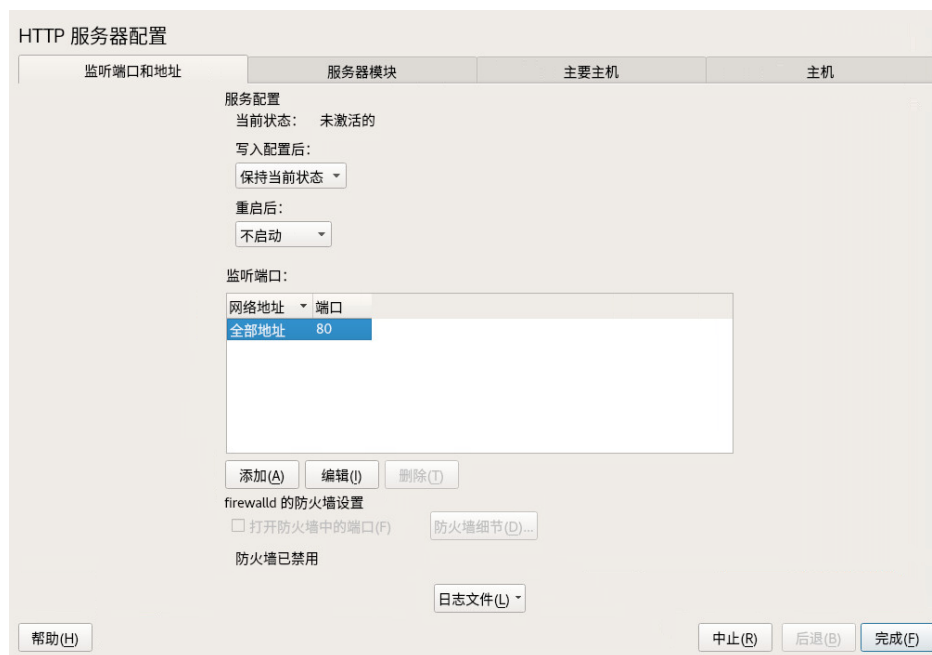 HTTP 服务器配置
监听端口和地址 服务器模块 主要主机 主机
服务配置
当前状态： 未激活的
写入配置后：
保持当前状态
重启后：
不启动
监听端口：
网络地址 端口
全部地址 80
添加(A) 编辑(I) 删除(T)
firewalld 的防火墙设置
打开防火墙中的端口(F) 防火墙细节(D)...
防火墙已禁用
日志文件(L)
帮助(H) 中止(R) 后退(B) 完成(F)